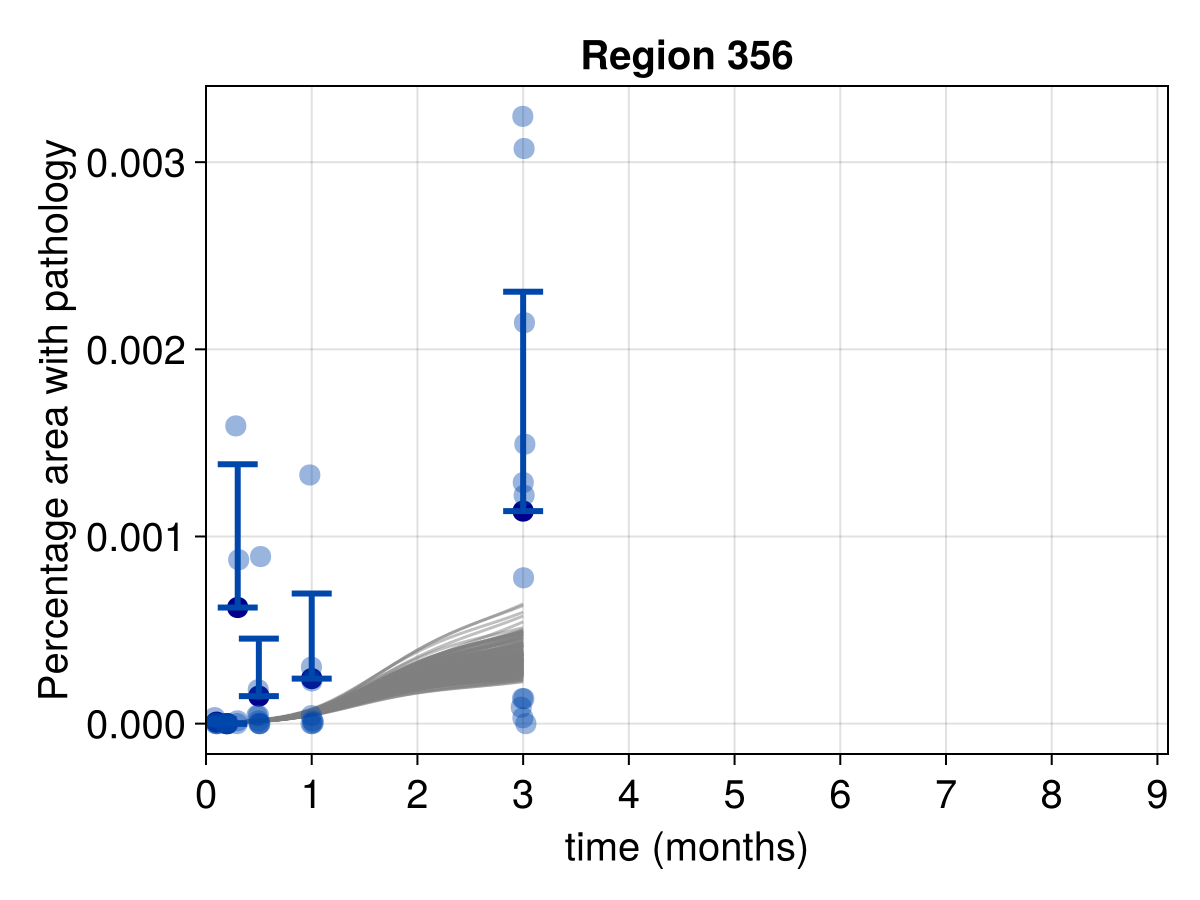 Region 356
Percentage area with pathology
0.003
0.002
0.001
0.000
0 1 2 3 4 5 6 7 8 9
time (months)